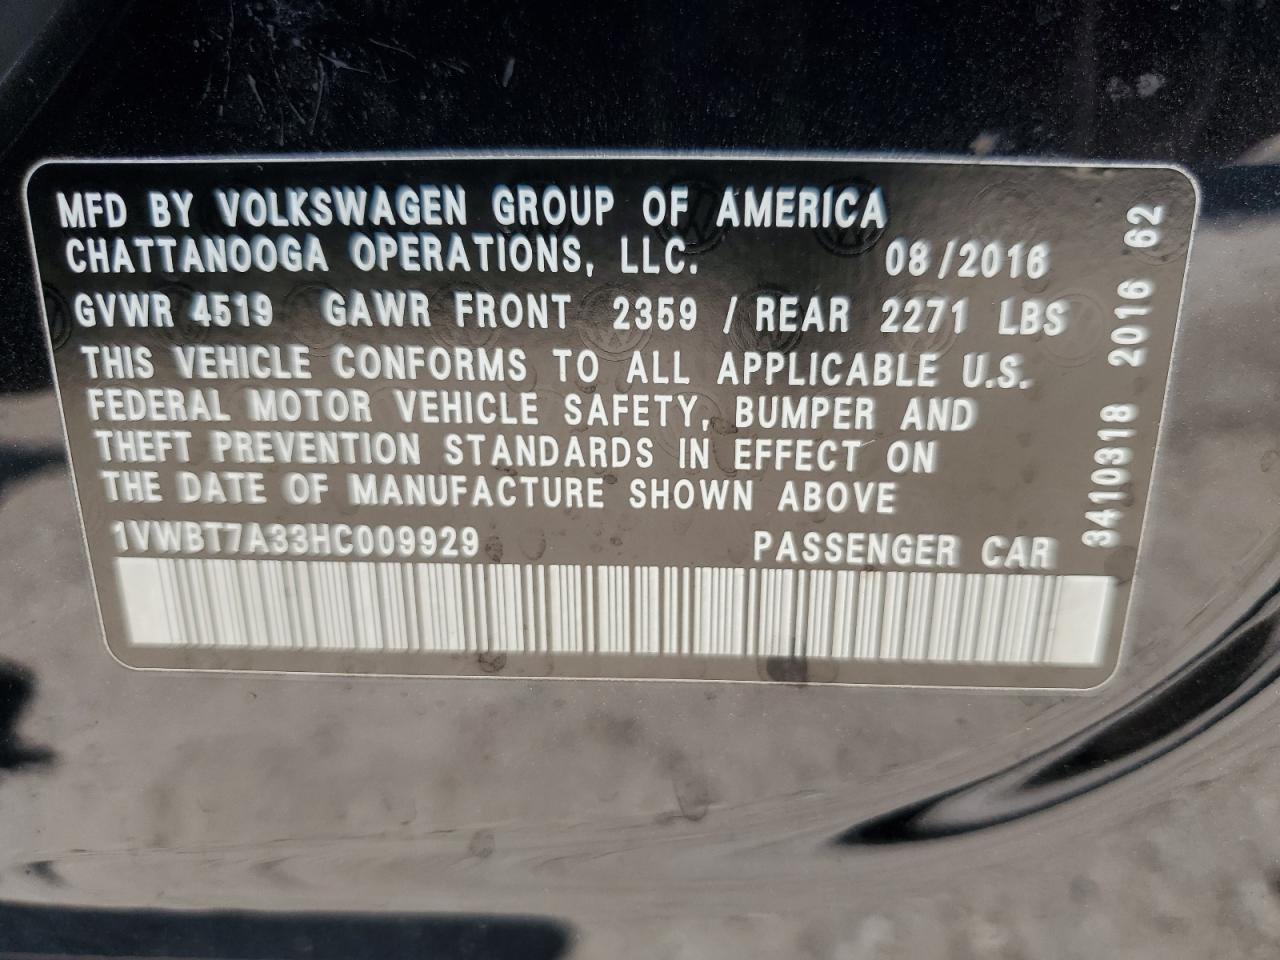 MFD BY VOLKSWAGEN GROUP OF AMERICA
CHATTANOOGA OPERATIONS, LLC. 08/2016
GVWR 4519 GAWR FRONT 2359 / REAR 2271 LBS
THIS VEHICLE CONFORMS TO ALL APPLICABLE U.S.
FEDERAL MOTOR VEHICLE SAFETY, BUMPER AND
THEFT PREVENTION STANDARDS IN EFFECT ON
THE DATE OF MANUFACTURE SHOWN ABOVE
1VWBT7A33HC009929 PASSENGER CAR
3410318 2016 62